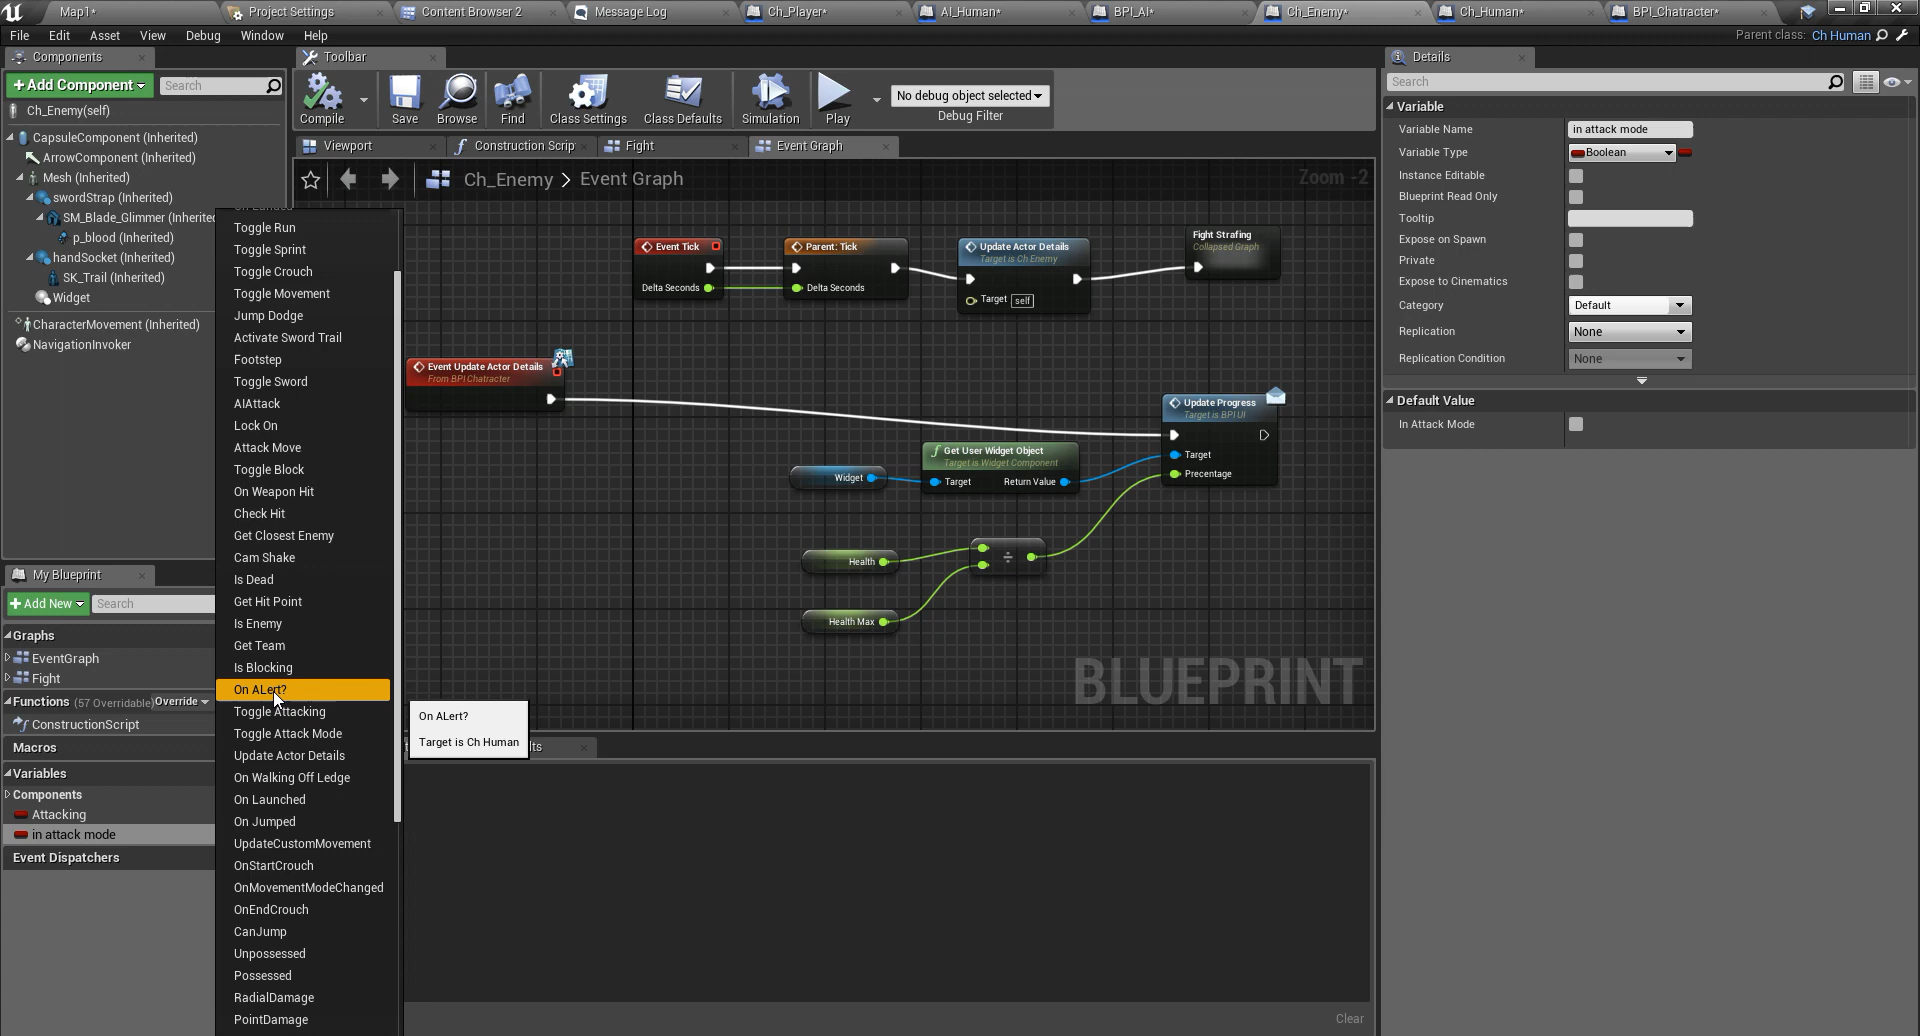 Map1*
Project Settings
Content Browser 2
Message Log
Ch_Player*
AI_Human*
BPI_AI*
Ch_Enemy*
Ch_Human*
BPI_Chatracter*
File Edit Asset View Debug Window Help
Parent class: Ch Human
Components
+Add Component
Search
Ch_Enemy(self)
CapsuleComponent (Inherited)
ArrowComponent (Inherited)
Mesh (Inherited)
swordStrap (Inherited)
SM_Blade_Glimmer (Inherited
p_blood (Inherited)
handSocket (Inherited)
SK_Trail (Inherited)
Widget
CharacterMovement (Inherited)
NavigationInvoker
My Blueprint
+Add New
Search
Graphs
EventGraph
Fight
Functions (57 Overridable) Override
ConstructionScript
Macros
Variables
Components
Attacking
in attack mode
Event Dispatchers
Toggle Run
Toggle Sprint
Toggle Crouch
Toggle Movement
Jump Dodge
Activate Sword Trail
Footstep
Toggle Sword
AIAttack
Lock On
Attack Move
Toggle Block
On Weapon Hit
Check Hit
Get Closest Enemy
Cam Shake
Is Dead
Get Hit Point
Is Enemy
Get Team
Is Blocking
On ALert?
Toggle Attacking
Toggle Attack Mode
Update Actor Details
On Walking Off Ledge
On Launched
On Jumped
UpdateCustomMovement
OnStartCrouch
OnMovementModeChanged
OnEndCrouch
CanJump
Unpossessed
Possessed
RadialDamage
PointDamage
On ALert?
Target is Ch Human
Toolbar
Compile
Save
Browse
Find
Class Settings
Class Defaults
Simulation
Play
No debug object selected
Debug Filter
Viewport
Construction Scrip
Fight
Event Graph
Ch_Enemy > Event Graph
Zoom -2
Event Tick
Delta Seconds
Parent: Tick
Delta Seconds
Update Actor Details
Target is Ch Enemy
Target self
Fight Strafing
Collapsed Graph
Event Update Actor Details
From BPI Chatracter
Update Progress
Target is BPI UI
Target
Precentage
Get User Widget Object
Target is Widget Component
Target
Return Value
Widget
Health
÷
Health Max
BLUEPRINT
Clear
Details
Search
Variable
Variable Name in attack mode
Variable Type Boolean
Instance Editable
Blueprint Read Only
Tooltip
Expose on Spawn
Private
Expose to Cinematics
Category Default
Replication None
Replication Condition None
Default Value
In Attack Mode